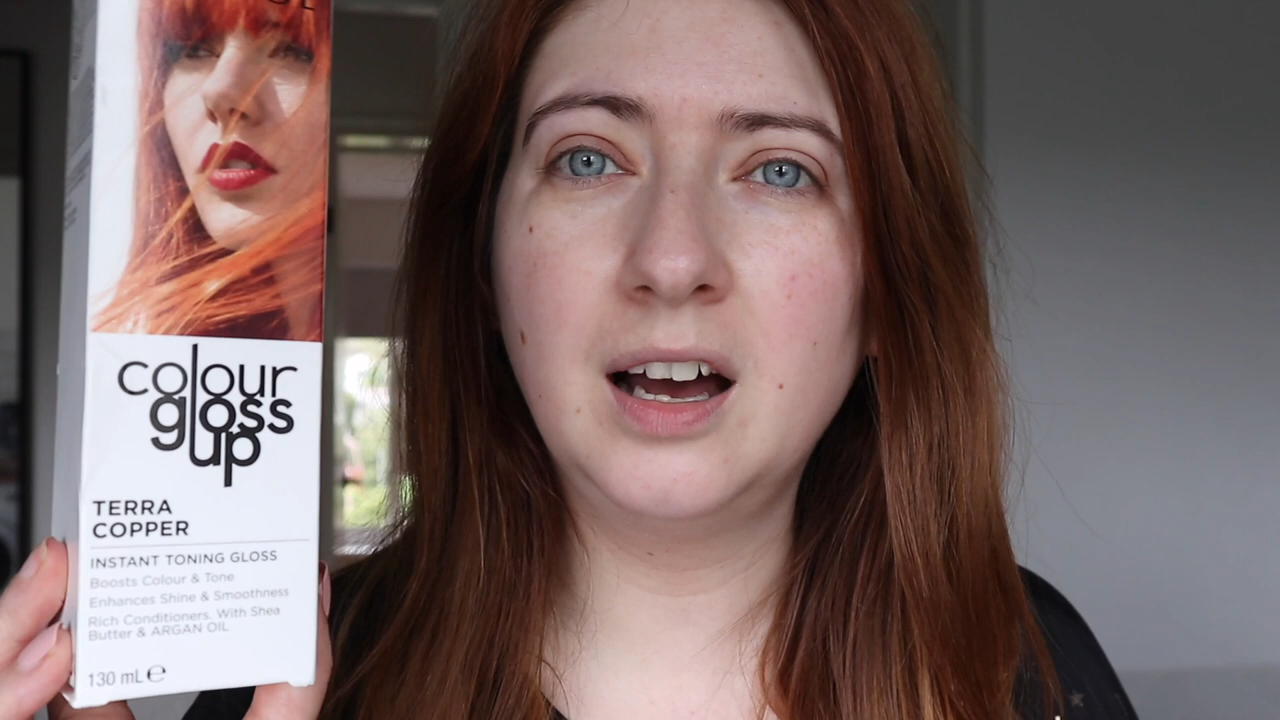 colour
gloss
up
TERRA
COPPER
INSTANT TONING GLOSS
Boosts Colour & Tone
Enhances Shine & Smoothness
Rich Conditioners. With Shea
Butter & ARGAN OIL
130 mL ℮